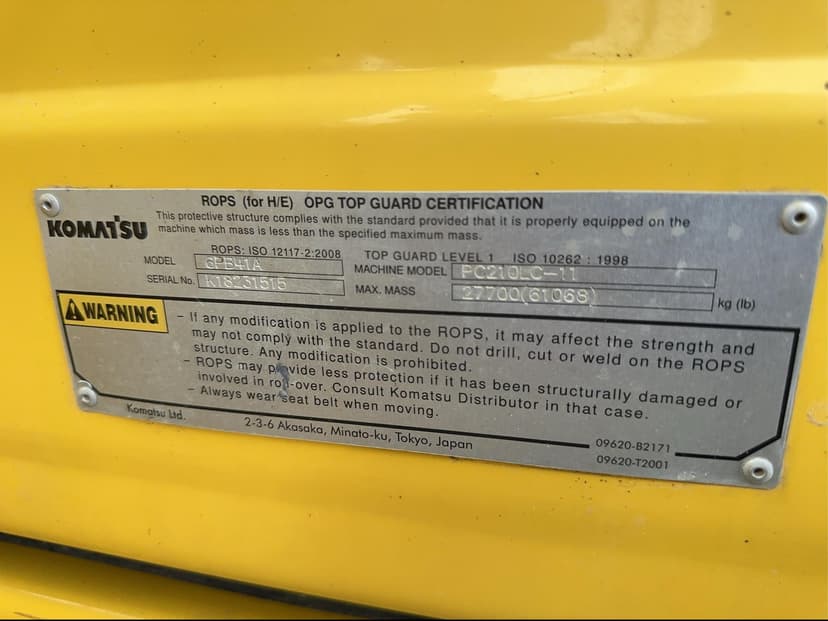 ROPS (for H/E) OPG TOP GUARD CERTIFICATION
KOMATSU
This protective structure complies with the standard provided that it is properly equipped on the
machine which mass is less than the specified maximum mass.
ROPS: ISO 12117-2:2008 TOP GUARD LEVEL 1 ISO 10262 : 1998
MODEL GPB41A MACHINE MODEL PC210LC-11
SERIAL No. K18231515 MAX. MASS 27700(61068) kg (lb)
WARNING
- If any modification is applied to the ROPS, it may affect the strength and
may not comply with the standard. Do not drill, cut or weld on the ROPS
structure. Any modification is prohibited.
- ROPS may provide less protection if it has been structurally damaged or
involved in roll-over. Consult Komatsu Distributor in that case.
- Always wear seat belt when moving.
Komatsu Ltd. 2-3-6 Akasaka, Minato-ku, Tokyo, Japan
09620-B2171
09620-T2001